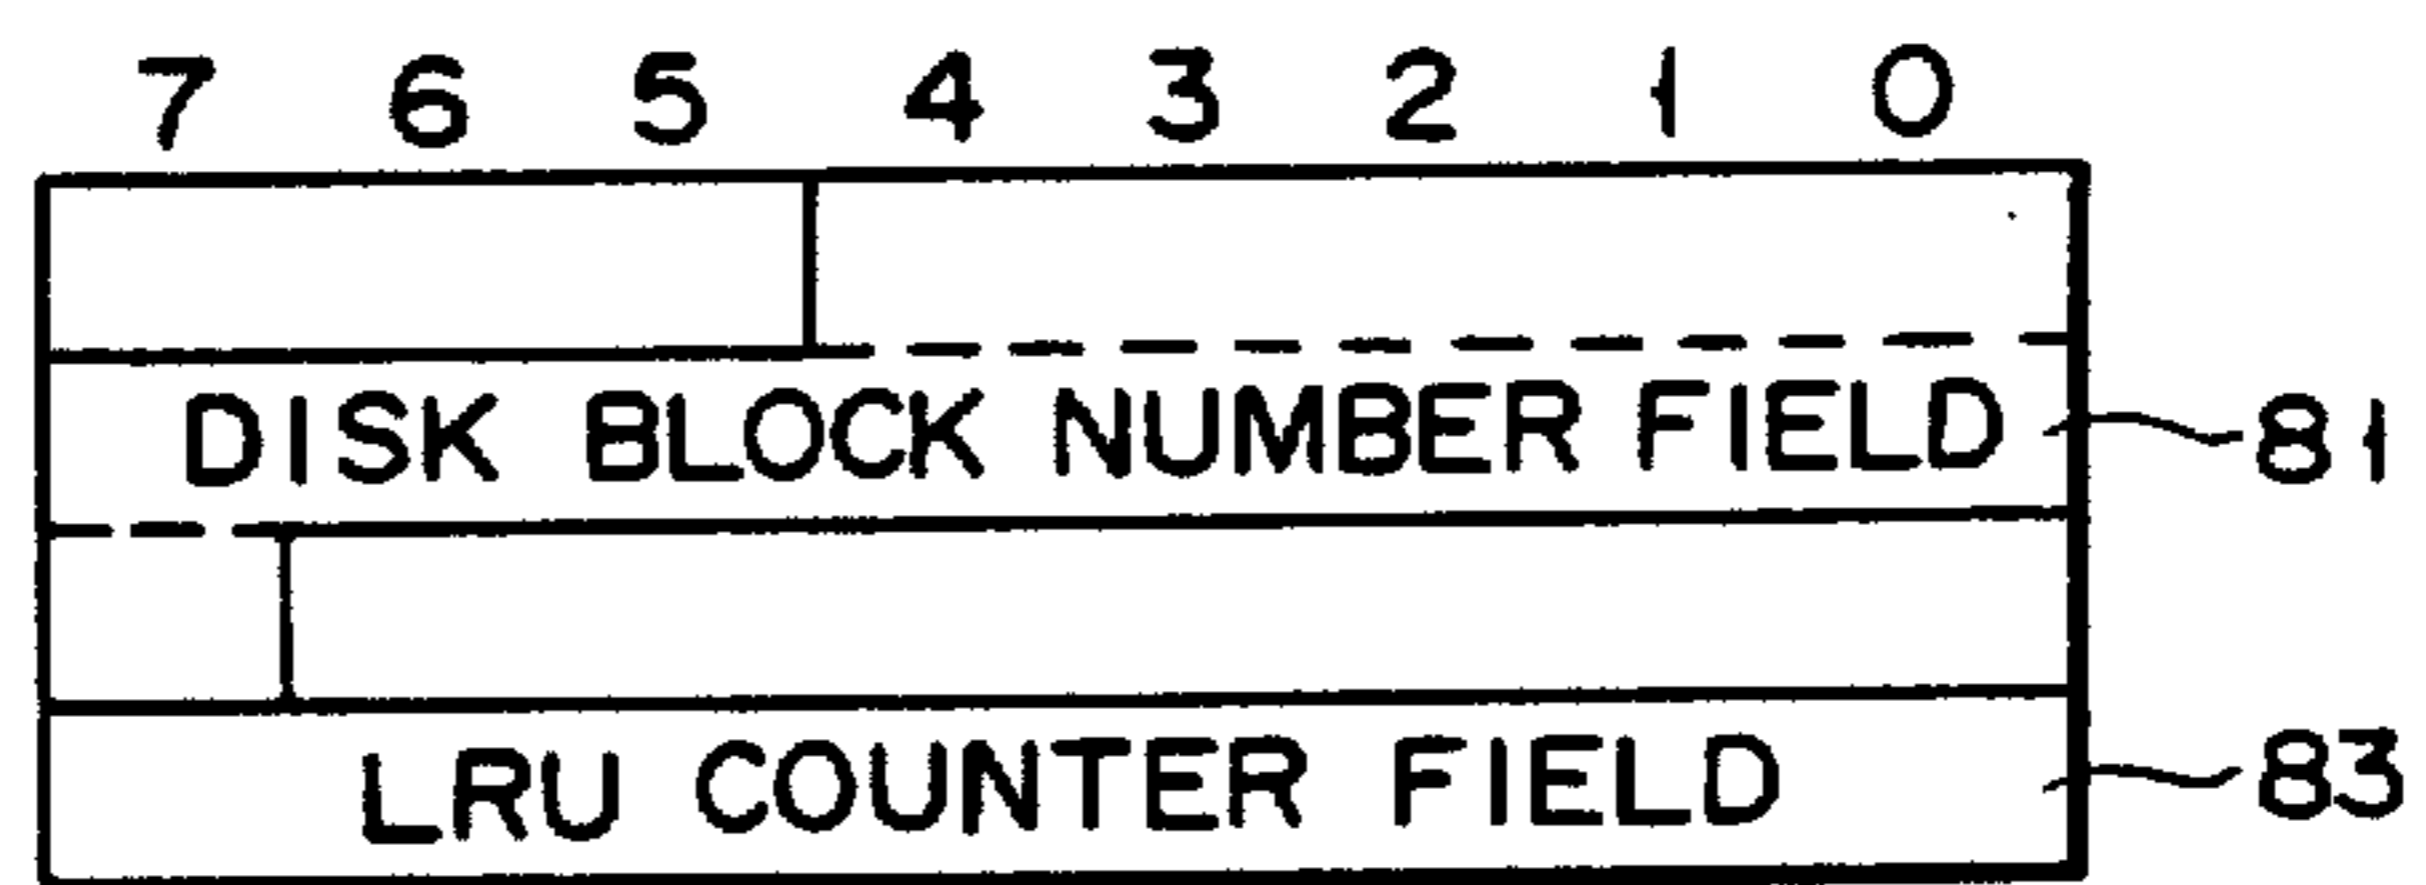 7 6 5 4 3 2 1 0
DISK BLOCK NUMBER FIELD 81
LRU COUNTER FIELD 83